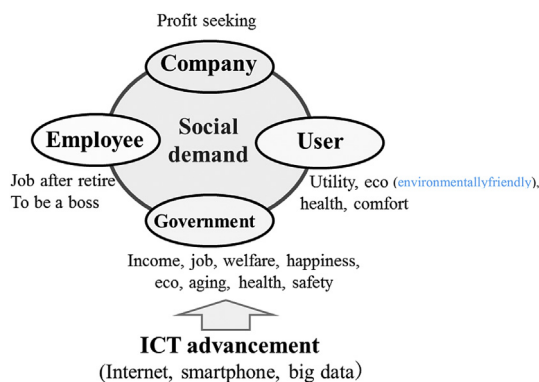 Profit seeking
Company
Employee
Social
demand
User
Job after retire
To be a boss
Utility, eco (environmentallyfriendly),
health, comfort
Government
Income, job, welfare, happiness,
eco, aging, health, safety
ICT advancement
(Internet, smartphone, big data)